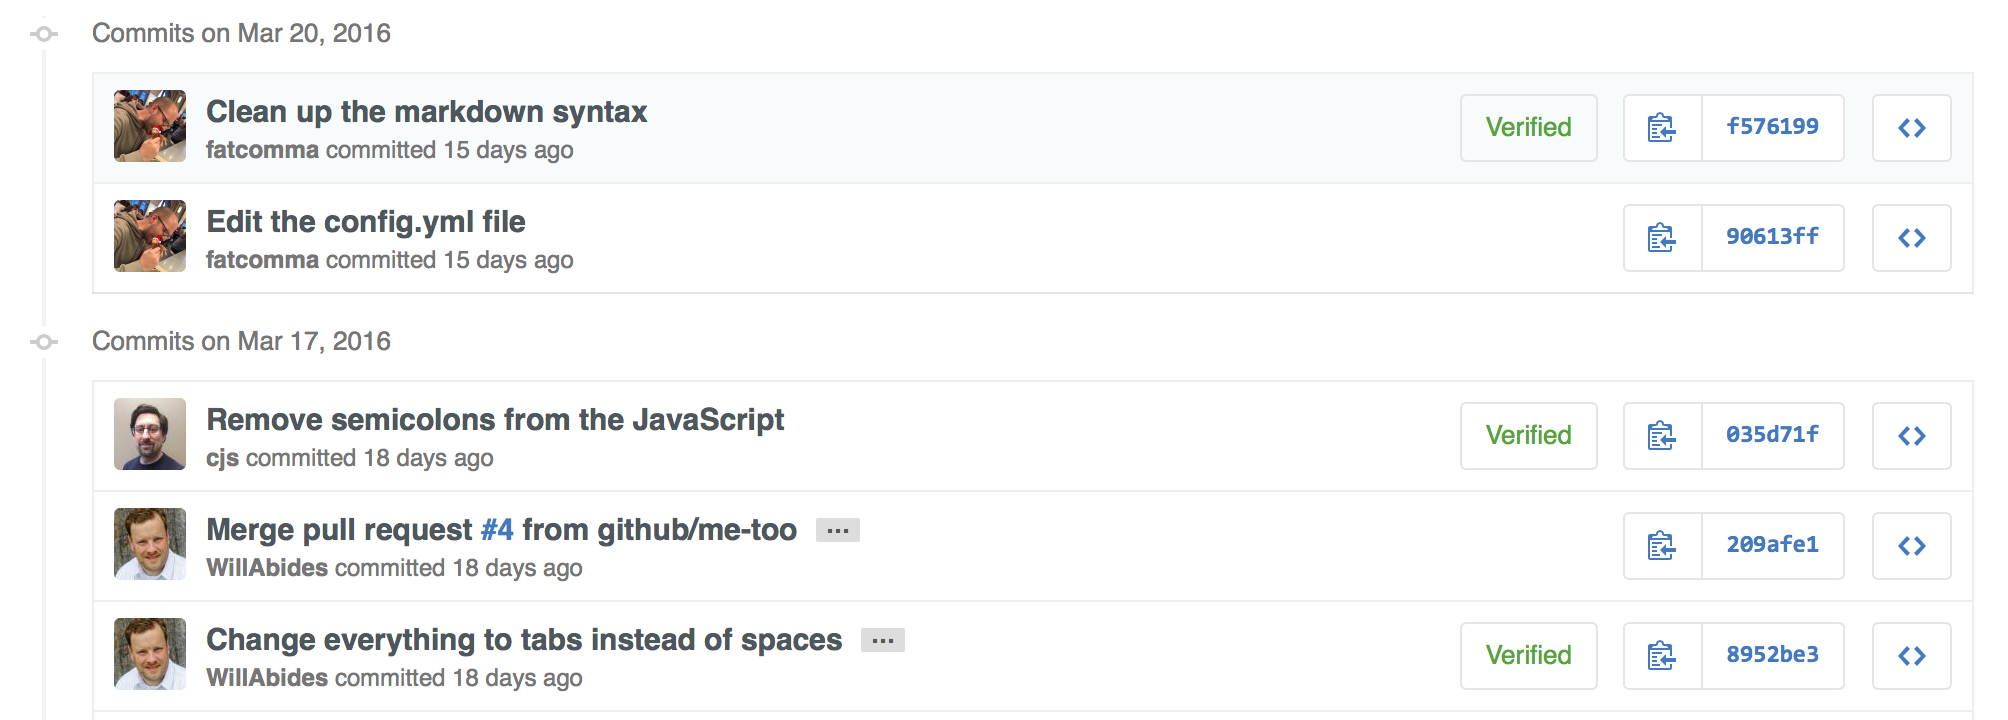 Commits on Mar 20, 2016
Clean up the markdown syntax
fatcomma committed 15 days ago
Verified
f576199
Edit the config.yml file
fatcomma committed 15 days ago
90613ff
Commits on Mar 17, 2016
Remove semicolons from the JavaScript
cjs committed 18 days ago
Verified
035d71f
Merge pull request #4 from github/me-too ...
WillAbides committed 18 days ago
209afe1
Change everything to tabs instead of spaces ...
WillAbides committed 18 days ago
Verified
8952be3